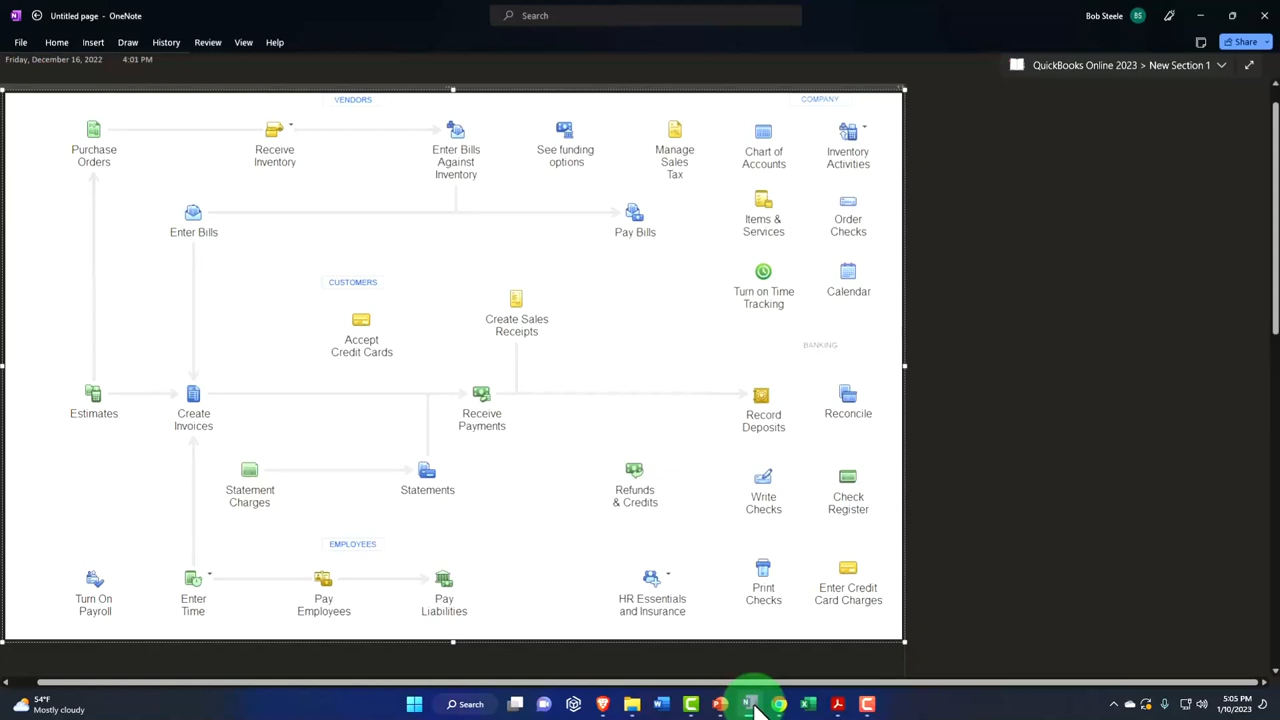 Untitled page - OneNote
Search
Bob Steele
BS
File
Home
Insert
Draw
History
Review
View
Help
Share
Friday, December 16, 2022
4:01 PM
QuickBooks Online 2023 > New Section 1
VENDORS
COMPANY
Purchase
Orders
Receive
Inventory
Enter Bills
Against
Inventory
See funding
options
Manage
Sales
Tax
Chart of
Accounts
Inventory
Activities
Enter Bills
Pay Bills
Items &
Services
Order
Checks
CUSTOMERS
Turn on Time
Tracking
Calendar
Accept
Credit Cards
Create Sales
Receipts
BANKING
Estimates
Create
Invoices
Receive
Payments
Record
Deposits
Reconcile
Statement
Charges
Statements
Refunds
& Credits
Write
Checks
Check
Register
EMPLOYEES
Turn On
Payroll
Enter
Time
Pay
Employees
Pay
Liabilities
HR Essentials
and Insurance
Print
Checks
Enter Credit
Card Charges
54°F
Mostly cloudy
Search
5:05 PM
1/10/2023